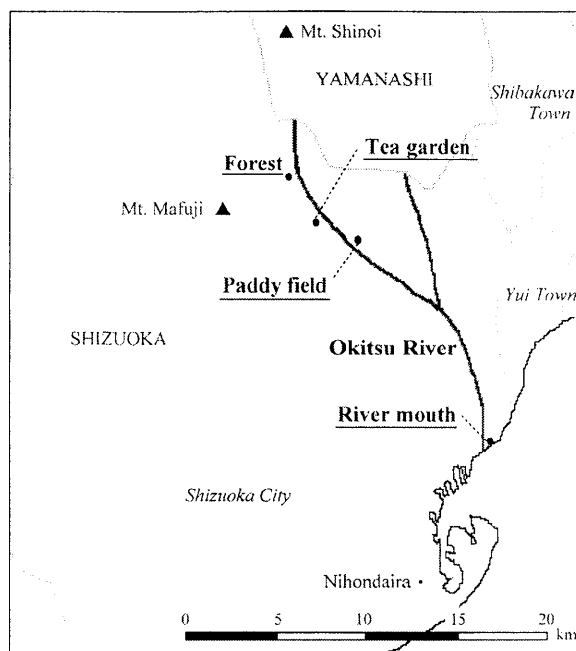 ▲ Mt. Shinoi
YAMANASHI
Shibakawa
Town
Tea garden
Forest
Mt. Mafuji ▲
Paddy field
Yui Town
SHIZUOKA
Okitsu River
River mouth
Shizuoka City
Nihondaira
0 5 10 15 20
km